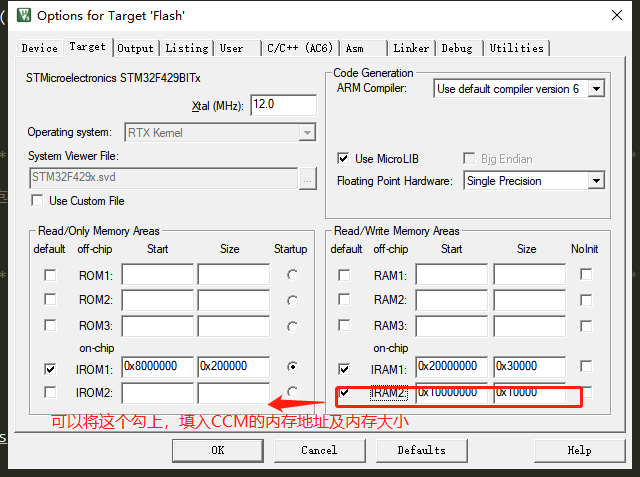 Options for Target 'Flash'
Device Target Output Listing User C/C++ (AC6) Asm Linker Debug Utilities
STMicroelectronics STM32F429BITx
Xtal (MHz): 12.0
Operating system: RTX Kernel
System Viewer File:
STM32F429x.svd ...
Use Custom File
Code Generation
ARM Compiler: Use default compiler version 6
Use MicroLIB Big Endian
Floating Point Hardware: Single Precision
Read/Only Memory Areas
default off-chip Start Size Startup
ROM1:
ROM2:
ROM3:
on-chip
IROM1: 0x8000000 0x200000
IROM2:
Read/Write Memory Areas
default off-chip Start Size NoInit
RAM1:
RAM2:
RAM3:
on-chip
IRAM1: 0x20000000 0x30000
IRAM2: 0x10000000 0x10000
可以将这个勾上，填入CCM的内存地址及内存大小
OK Cancel Defaults Help